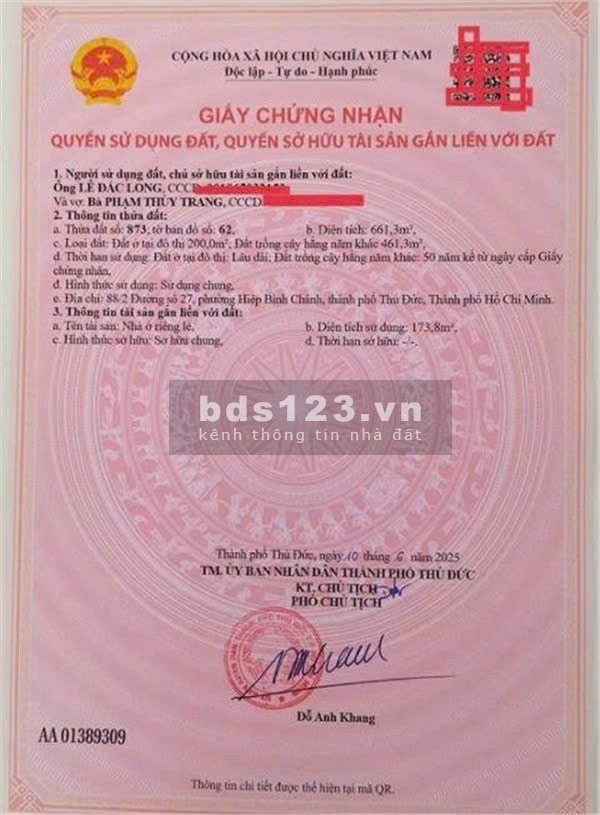 CỘNG HÒA XÃ HỘI CHỦ NGHĨA VIỆT NAM
Độc lập - Tự do - Hạnh phúc
GIẤY CHỨNG NHẬN
QUYỀN SỬ DỤNG ĐẤT, QUYỀN SỞ HỮU TÀI SẢN GẮN LIỀN VỚI ĐẤT
1. Người sử dụng đất, chủ sở hữu tài sản gắn liền với đất:
Ông LÊ ĐẮC LONG, CCCD
Và vợ: Bà PHẠM THÙY TRANG, CCCD:
2. Thông tin thửa đất:
a. Thửa đất số: 873; tờ bản đồ số: 62, b. Diện tích: 661,3m²,
c. Loại đất: Đất ở tại đô thị 200,0m², Đất trồng cây hằng năm khác 461,3m²,
d. Thời hạn sử dụng: Đất ở tại đô thị: Lâu dài; Đất trồng cây hằng năm khác: 50 năm kể từ ngày cấp Giấy
chứng nhận,
đ. Hình thức sử dụng: Sử dụng chung,
e. Địa chỉ: 88/2 Đường số 27, phường Hiệp Bình Chánh, thành phố Thủ Đức, Thành phố Hồ Chí Minh.
3. Thông tin tài sản gắn liền với đất:
a. Tên tài sản: Nhà ở riêng lẻ, b. Diện tích sử dụng: 173,8m²,
c. Hình thức sở hữu: Sở hữu chung, d. Thời hạn sở hữu: -/-.
bds123.vn
kênh thông tin nhà đất
Thành phố Thủ Đức, ngày 10 tháng 6 năm 2025
TM. ỦY BAN NHÂN DÂN THÀNH PHỐ THỦ ĐỨC
KT. CHỦ TỊCH
PHÓ CHỦ TỊCH
Đỗ Anh Khang
AA 01389309
Thông tin chi tiết được thể hiện tại mã QR.